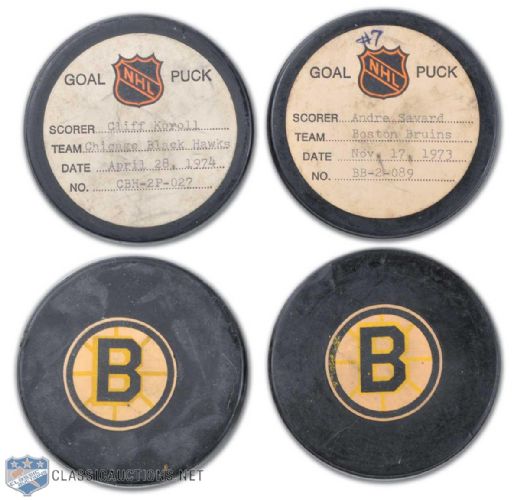 GOAL NHL PUCK
SCORER Cliff Koroll
TEAM Chicago Black Hawks
DATE April 28, 1974
NO. CBH-2P-027
#7
GOAL NHL PUCK
SCORER Andre Savard
TEAM Boston Bruins
DATE Nov. 17, 1973
NO. BB-2-089
B
B
CLASSICAUCTIONS.NET